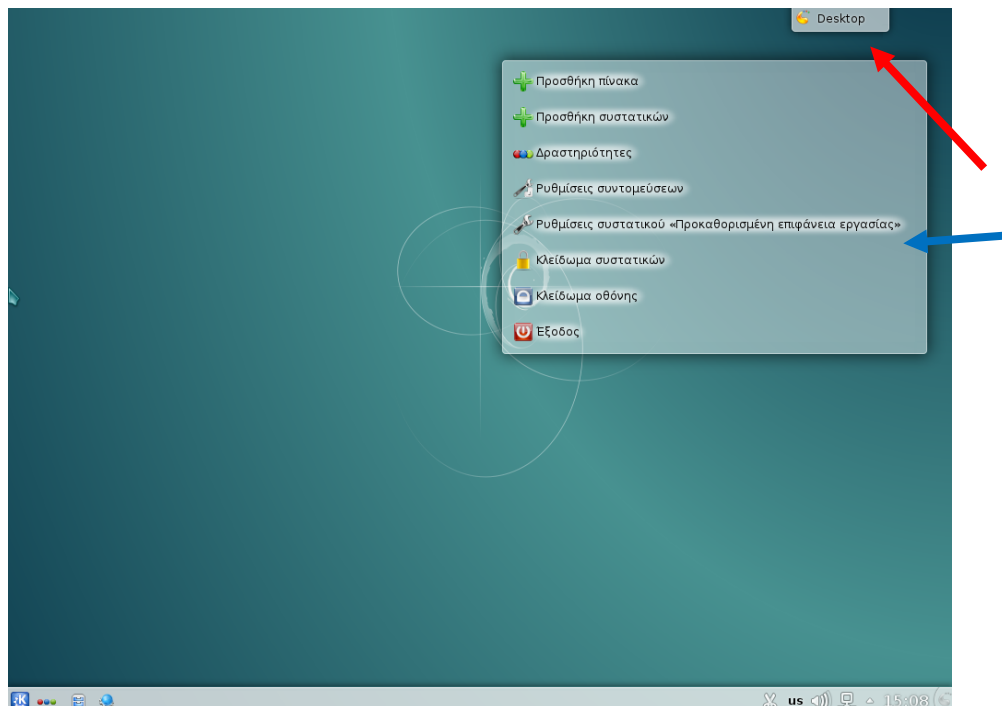 Desktop
Προσθήκη πίνακα
Προσθήκη συστατικών
Δραστηριότητες
Ρυθμίσεις συντομεύσεων
Ρυθμίσεις συστατικού «Προκαθορισμένη επιφάνεια εργασίας»
Κλείδωμα συστατικών
Κλείδωμα οθόνης
Έξοδος
us 15:08